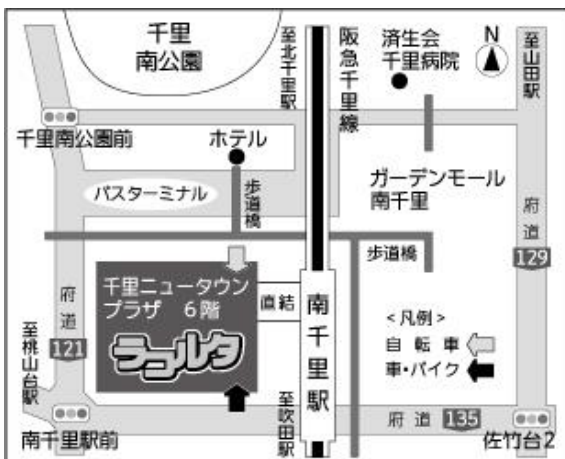 千里
南公園
至北千里駅
阪急千里線
済生会
千里病院
N
至山田駅
千里南公園前
ホテル
バスターミナル
歩道橋
ガーデンモール
南千里
府道
129
歩道橋
千里ニュータウン
プラザ 6階
ラコルタ
直結
南千里駅
<凡例>
自転車
車・バイク
府道
121
至桃山台駅
南千里駅前
至吹田駅
府道 135
佐竹台2